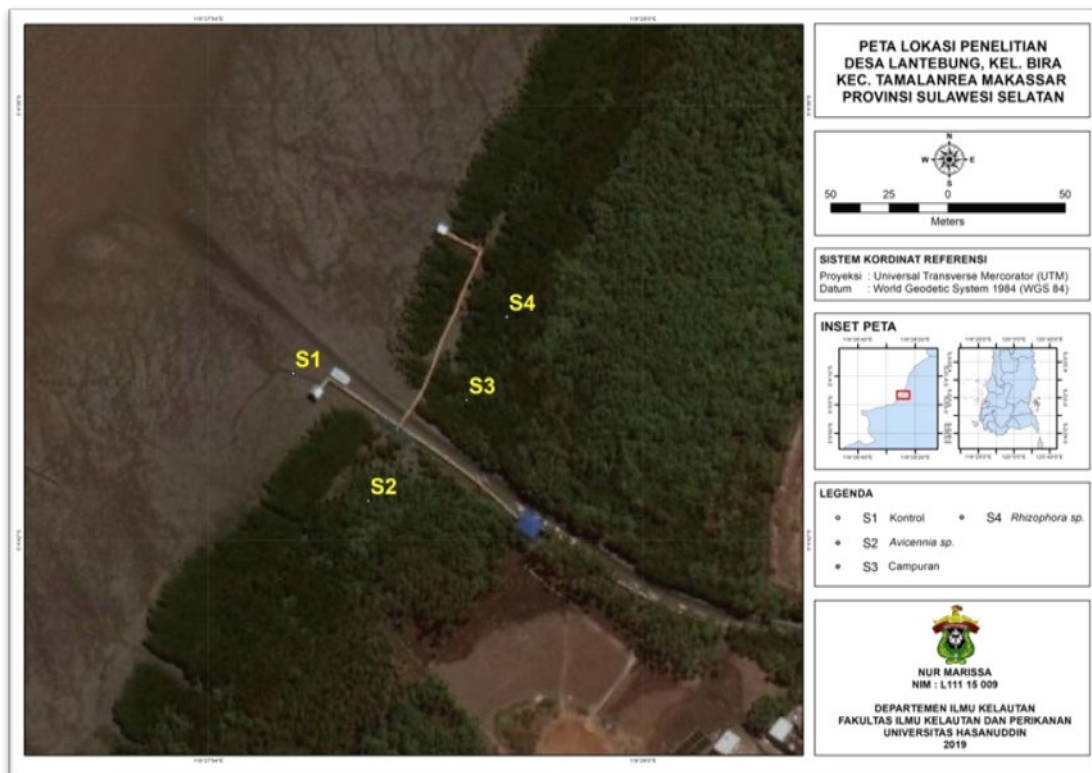 PETA LOKASI PENELITIAN
DESA LANTEBUNG, KEL. BIRA
KEC. TAMALANREA MAKASSAR
PROVINSI SULAWESI SELATAN
N
W E
S
50 25 0 50
Meters
SISTEM KORDINAT REFERENSI
Proyeksi : Universal Transverse Mercorator (UTM)
Datum : World Geodetic System 1984 (WGS 84)
INSET PETA
LEGENDA
S1 Kontrol
S2 Avicennia sp.
S3 Campuran
S4 Rhizophora sp.
NUR MARISSA
NIM : L111 15 009
DEPARTEMEN ILMU KELAUTAN
FAKULTAS ILMU KELAUTAN DAN PERIKANAN
UNIVERSITAS HASANUDDIN
2019
S4
S1
S3
S2